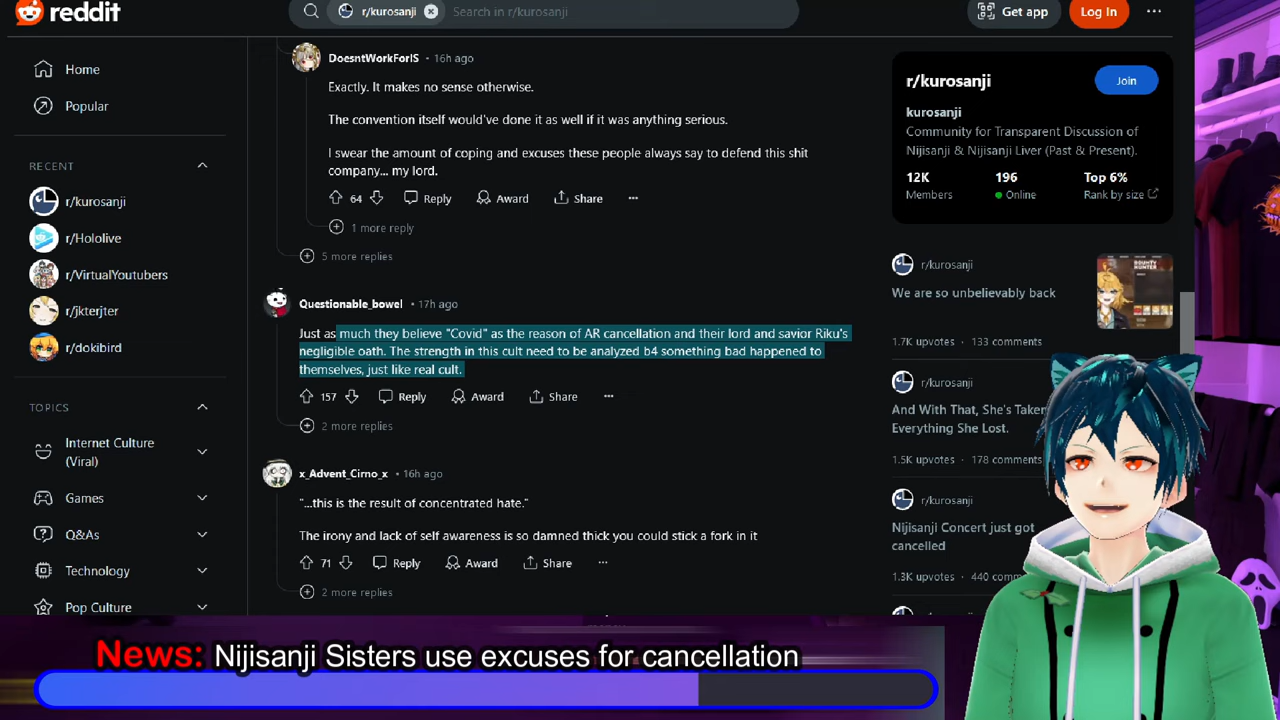 reddit
r/kurosanji
Search in r/kurosanji
Get app
Log In
Home
Popular
RECENT
r/kurosanji
r/Hololive
r/VirtualYoutubers
r/jkterjter
r/dokibird
TOPICS
Internet Culture
(Viral)
Games
Q&As
Technology
Pop Culture
DoesntWorkForIS • 16h ago
Exactly. It makes no sense otherwise.
The convention itself would've done it as well if it was anything serious.
I swear the amount of coping and excuses these people always say to defend this shit
company... my lord.
64 Reply Award Share
1 more reply
5 more replies
Questionable_bowel • 17h ago
Just as much they believe "Covid" as the reason of AR cancellation and their lord and savior Riku's
negligible oath. The strength in this cult need to be analyzed b4 something bad happened to
themselves, just like real cult.
157 Reply Award Share
2 more replies
x_Advent_Cirno_x • 16h ago
"...this is the result of concentrated hate."
The irony and lack of self awareness is so damned thick you could stick a fork in it
71 Reply Award Share
2 more replies
r/kurosanji
Join
kurosanji
Community for Transparent Discussion of
Nijisanji & Nijisanji Liver (Past & Present).
12K 196 Top 6%
Members Online Rank by size
r/kurosanji
We are so unbelievably back
BOUNTY
HUNTER
1.7K upvotes • 133 comments
r/kurosanji
And With That, She's Taken
Everything She Lost.
1.5K upvotes • 178 comments
r/kurosanji
Nijisanji Concert just got
cancelled
1.3K upvotes • 440 comm
News: Nijisanji Sisters use excuses for cancellation